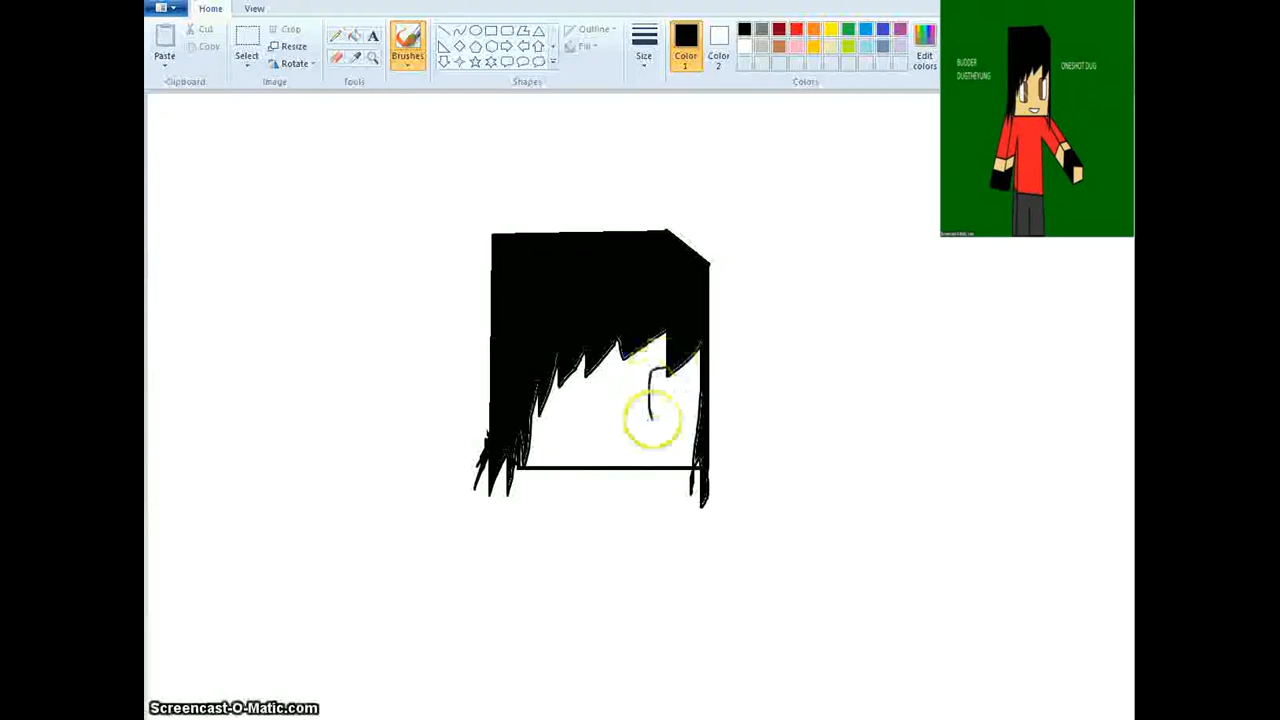 Home View
Paste
Cut
Copy
Clipboard
Select
Crop
Resize
Rotate
Image
A
Tools
Brushes
Outline
Fill
Shapes
Size
Color 1
Color 2
Colors
Edit colors
BUDDER
DUGTHEYUNG
ONESHOT DUG
Screencast-O-Matic.com